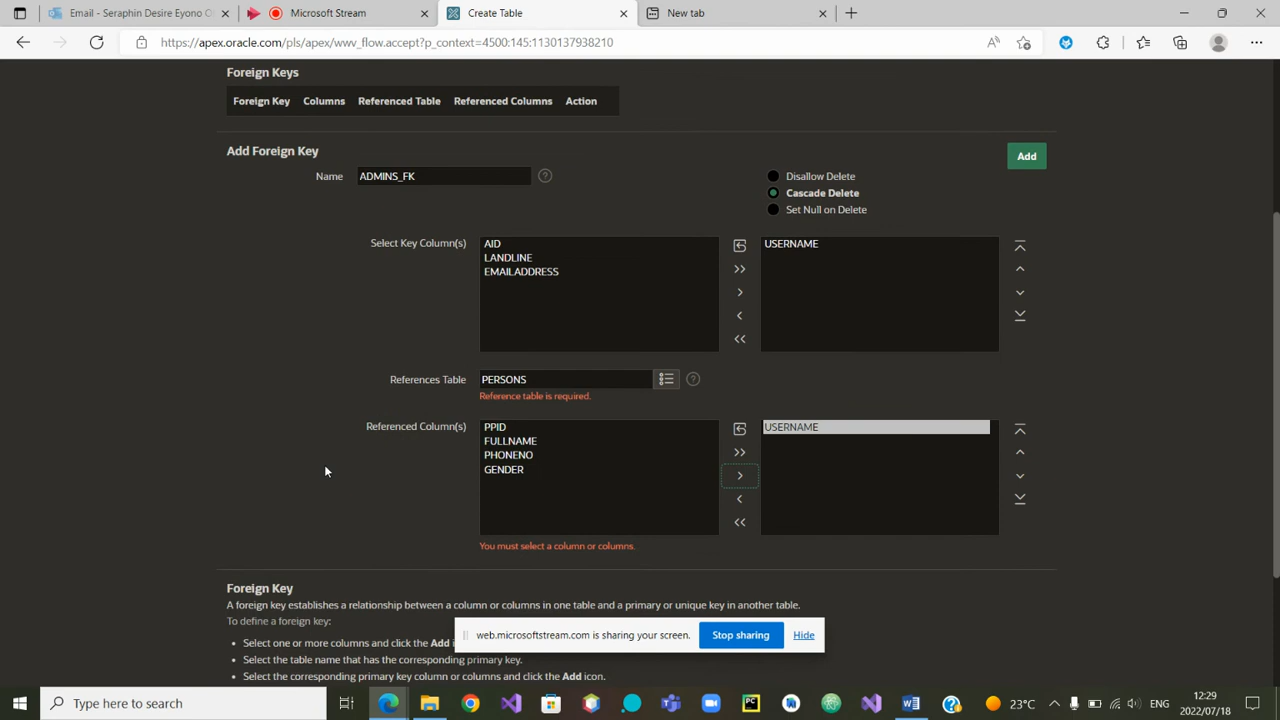 Email - Seraphin Desire Eyono O
Microsoft Stream
Create Table
New tab
https://apex.oracle.com/pls/apex/wwv_flow.accept?p_context=4500:145:1130137938210
Foreign Keys
Foreign Key Columns Referenced Table Referenced Columns Action
Add Foreign Key
Add
Name ADMINS_FK
Disallow Delete
Cascade Delete
Set Null on Delete
Select Key Column(s)
AID
LANDLINE
EMAILADDRESS
USERNAME
References Table PERSONS
Reference table is required.
Referenced Column(s)
PPID
FULLNAME
PHONENO
GENDER
USERNAME
You must select a column or columns.
Foreign Key
A foreign key establishes a relationship between a column or columns in one table and a primary or unique key in another table.
To define a foreign key:
Select one or more columns and click the Add i
Select the table name that has the corresponding primary key.
Select the corresponding primary key column or columns and click the Add icon.
web.microsoftstream.com is sharing your screen.
Stop sharing
Hide
Type here to search
23°C
ENG
12:29
2022/07/18